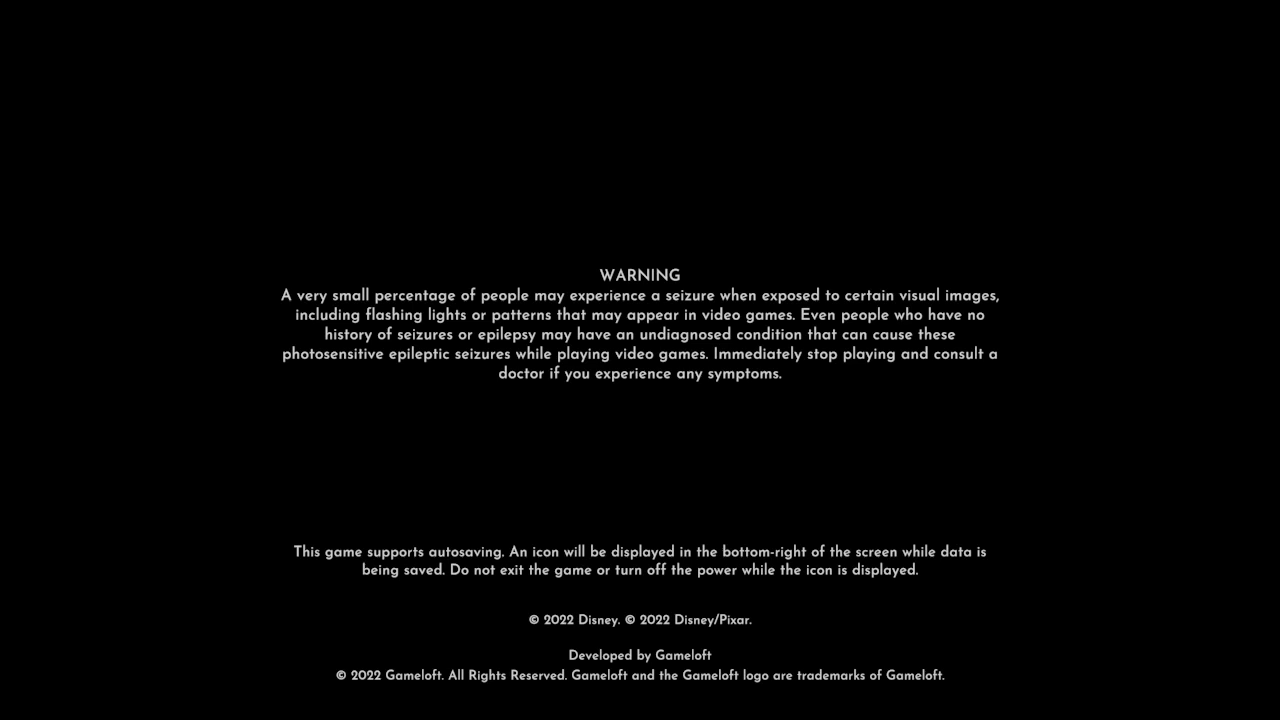 WARNING
A very small percentage of people may experience a seizure when exposed to certain visual images,
including flashing lights or patterns that may appear in video games. Even people who have no
history of seizures or epilepsy may have an undiagnosed condition that can cause these
photosensitive epileptic seizures while playing video games. Immediately stop playing and consult a
doctor if you experience any symptoms.
This game supports autosaving. An icon will be displayed in the bottom-right of the screen while data is
being saved. Do not exit the game or turn off the power while the icon is displayed.
© 2022 Disney. © 2022 Disney/Pixar.
Developed by Gameloft
© 2022 Gameloft. All Rights Reserved. Gameloft and the Gameloft logo are trademarks of Gameloft.